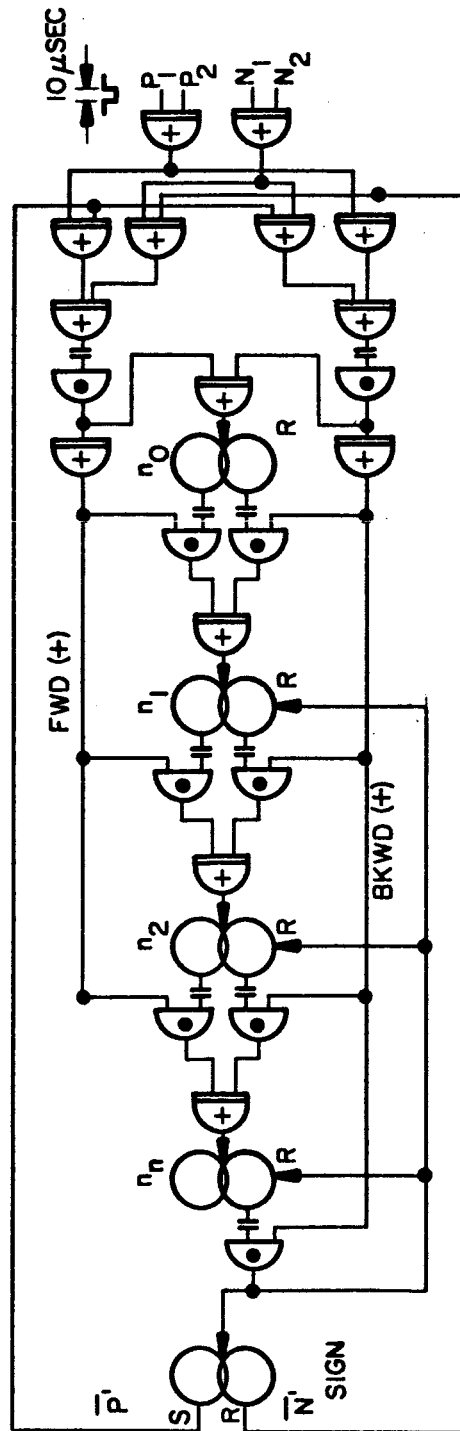 10 μSEC
P1
P2
N1
N2
+
+
+
+
+
+
+
+
+
+
+
n0
R
FWD (+)
+
n1
R
BKWD (+)
+
n2
R
+
nn
R
P̅'
S
R
N̅'
SIGN